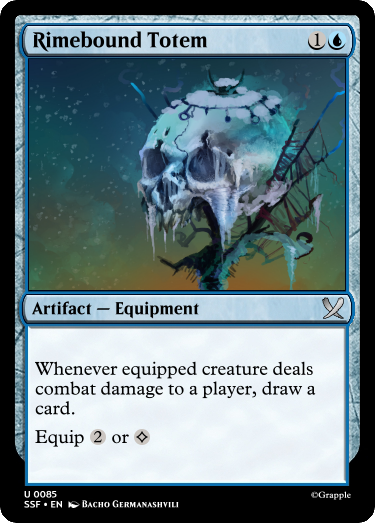 Rimebound Totem 1
Artifact — Equipment
Whenever equipped creature deals
combat damage to a player, draw a
card.
Equip 2 or
U 0085
SSF • EN Bacho Germanashvili
©Grapple